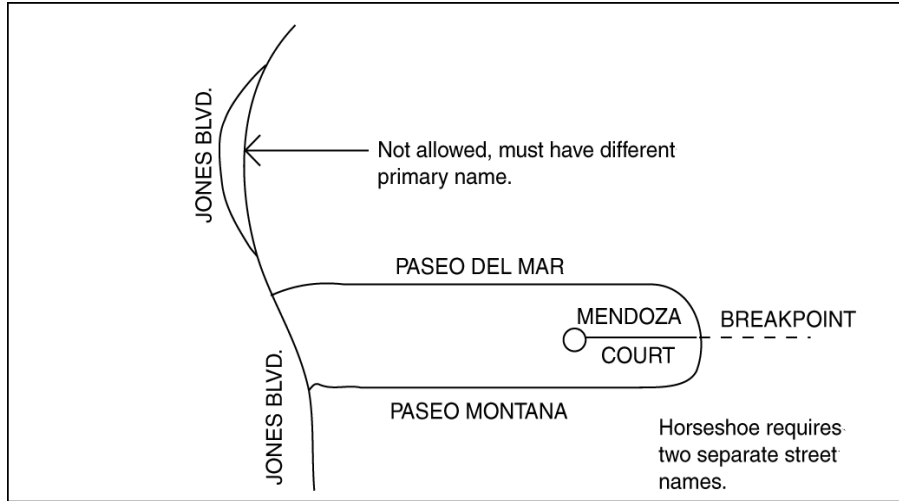 JONES BLVD.
Not allowed, must have different
primary name.
PASEO DEL MAR
MENDOZA
COURT
BREAKPOINT
JONES BLVD.
PASEO MONTANA
Horseshoe requires
two separate street
names.